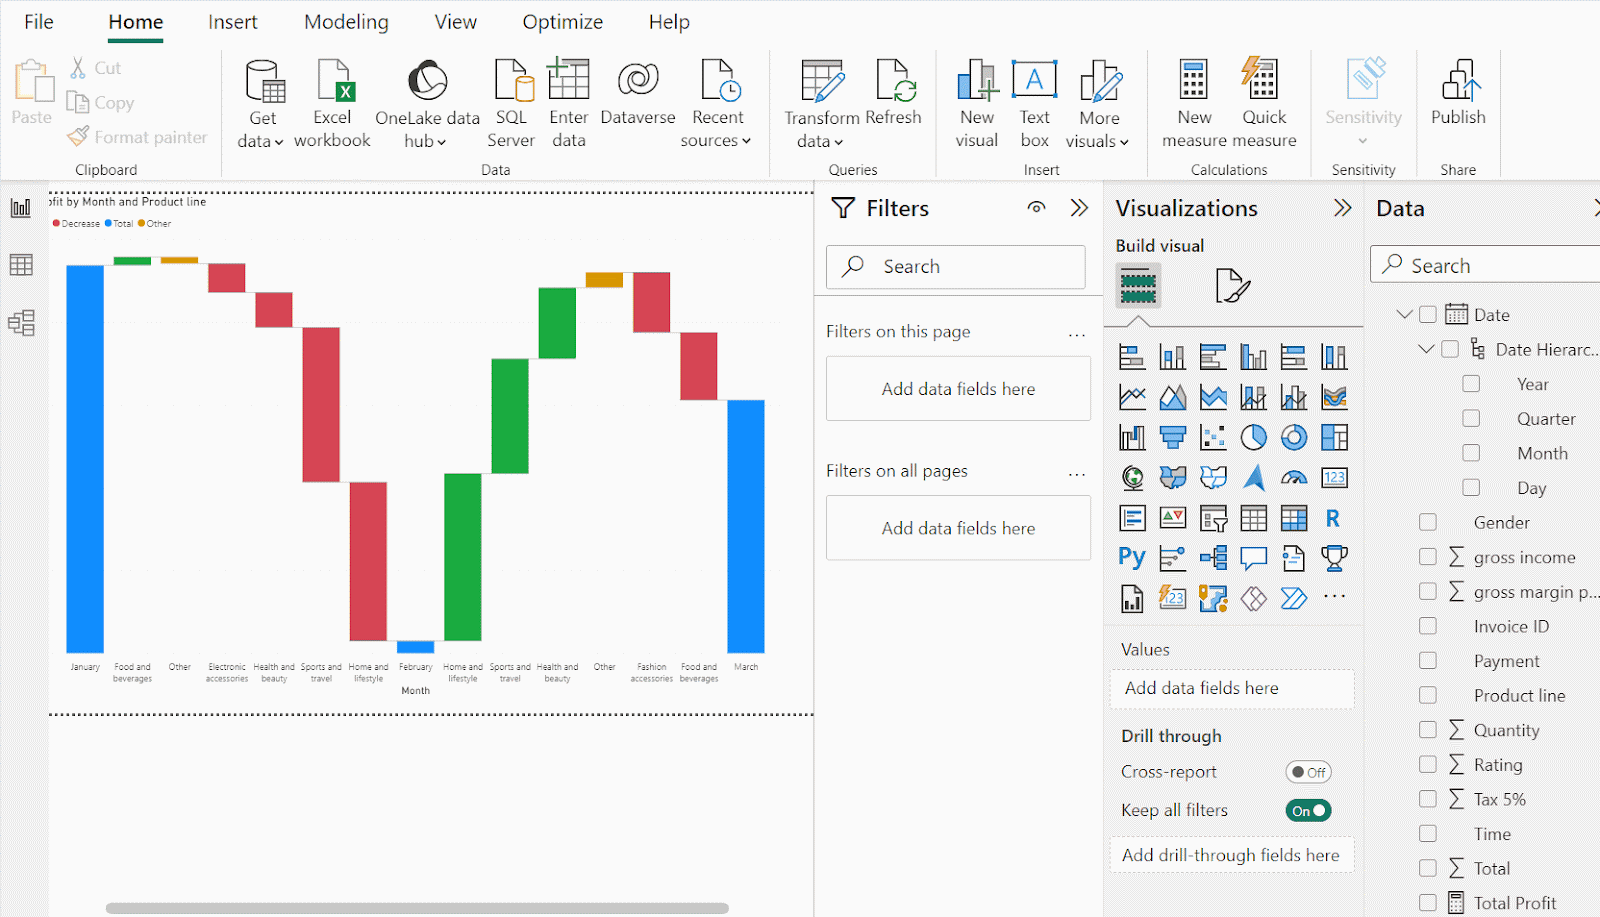 File Home Insert Modeling View Optimize Help
Paste
Cut
Copy
Format painter
Clipboard
Get data
Excel workbook
OneLake data hub
SQL Server
Enter data
Dataverse
Recent sources
Data
Transform data
Refresh
Queries
New visual
Text box
More visuals
Insert
New measure
Quick measure
Calculations
Sensitivity
Sensitivity
Publish
Share
fit by Month and Product line
Decrease Total Other
January
Food and beverages
Other
Electronic accessories
Health and beauty
Sports and travel
Home and lifestyle
February
Home and lifestyle
Sports and travel
Health and beauty
Other
Fashion accessories
Food and beverages
March
Month
Filters
Search
Filters on this page ...
Add data fields here
Filters on all pages ...
Add data fields here
Visualizations
Build visual
123
R
Py
123
...
Values
Add data fields here
Drill through
Cross-report Off
Keep all filters On
Add drill-through fields here
Data
Search
Date
Date Hierarc...
Year
Quarter
Month
Day
Gender
∑ gross income
∑ gross margin p...
Invoice ID
Payment
Product line
∑ Quantity
∑ Rating
∑ Tax 5%
Time
∑ Total
Total Profit